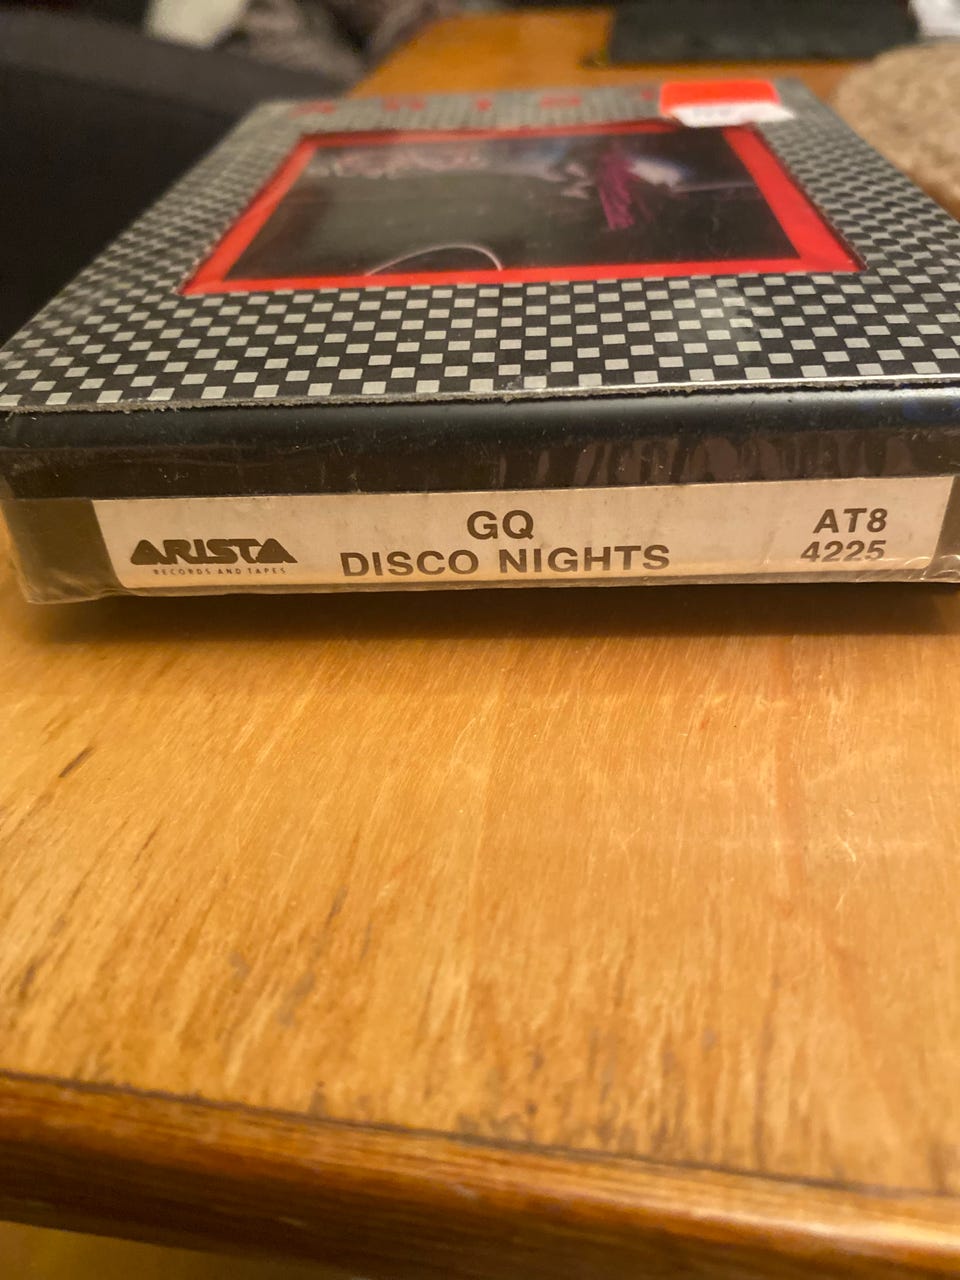 ARISTA
RECORDS AND TAPES
GQ
DISCO NIGHTS
AT8
4225